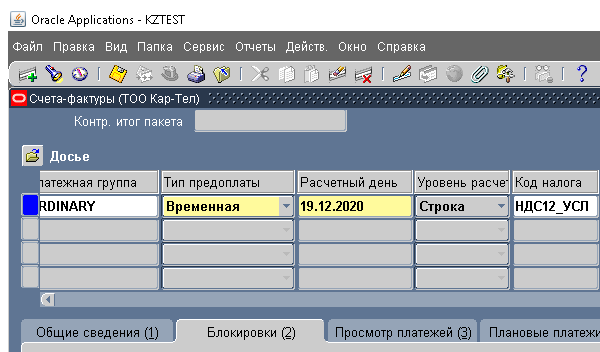 Oracle Applications - KZTEST
Файл Правка Вид Папка Сервис Отчеты Действ. Окно Справка
Счета-фактуры (ТОО Кар-Тел)
Контр. итог пакета
Досье
латежная группа Тип предоплаты Расчетный день Уровень расчет Код налога
RDINARY Временная 19.12.2020 Строка НДС12_УСЛ
Общие сведения (1) Блокировки (2) Просмотр платежей (3) Плановые платежи